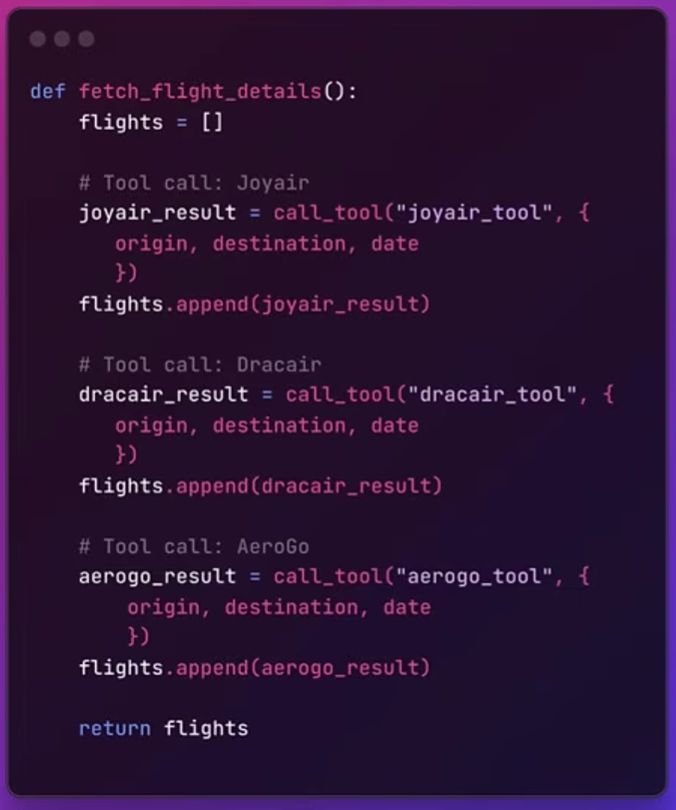 def fetch_flight_details():
    flights = []

    # Tool call: Joyair
    joyair_result = call_tool("joyair_tool", {
       origin, destination, date
       })
    flights.append(joyair_result)

    # Tool call: Dracair
    dracair_result = call_tool("dracair_tool", {
       origin, destination, date
       })
    flights.append(dracair_result)

    # Tool call: AeroGo
    aerogo_result = call_tool("aerogo_tool", {
        origin, destination, date
        })
    flights.append(aerogo_result)

    return flights